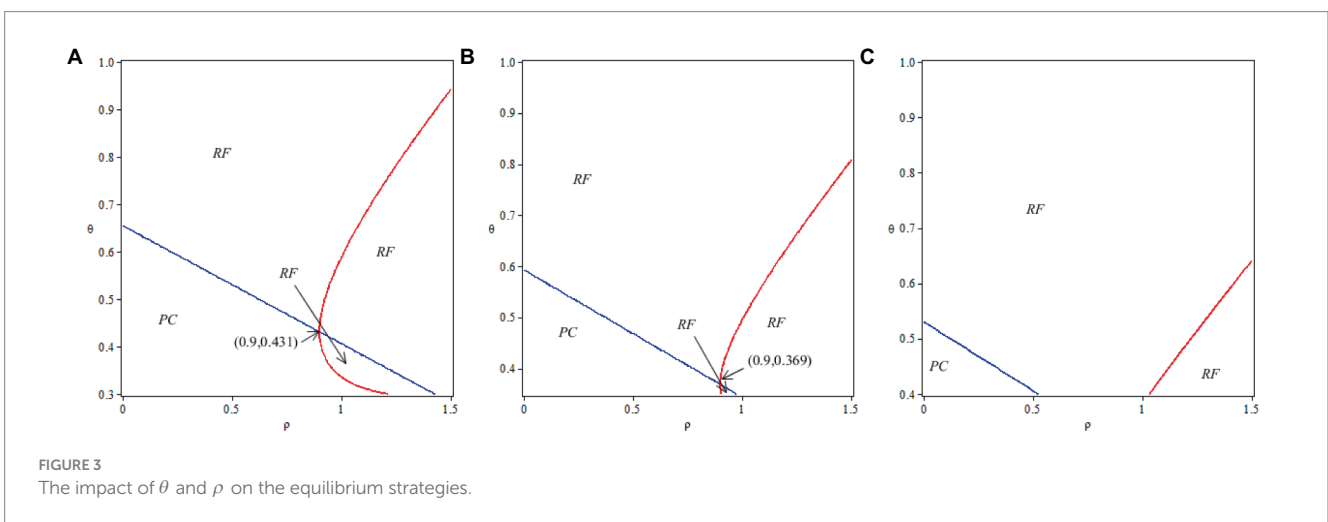 A
1.0
0.9
0.8
0.7
0.6
0.5
0.4
0.3
θ
RF
RF
RF
PC
(0.9,0.431)
0
0.5
1
1.5
ρ
B
1.0
0.9
0.8
0.7
0.6
0.5
0.4
θ
RF
RF
RF
PC
(0.9,0.369)
0
0.5
1
1.5
ρ
C
1.0
0.9
0.8
0.7
0.6
0.5
0.4
θ
RF
PC
RF
0
0.5
1
1.5
ρ
FIGURE 3
The impact of θ and ρ on the equilibrium strategies.